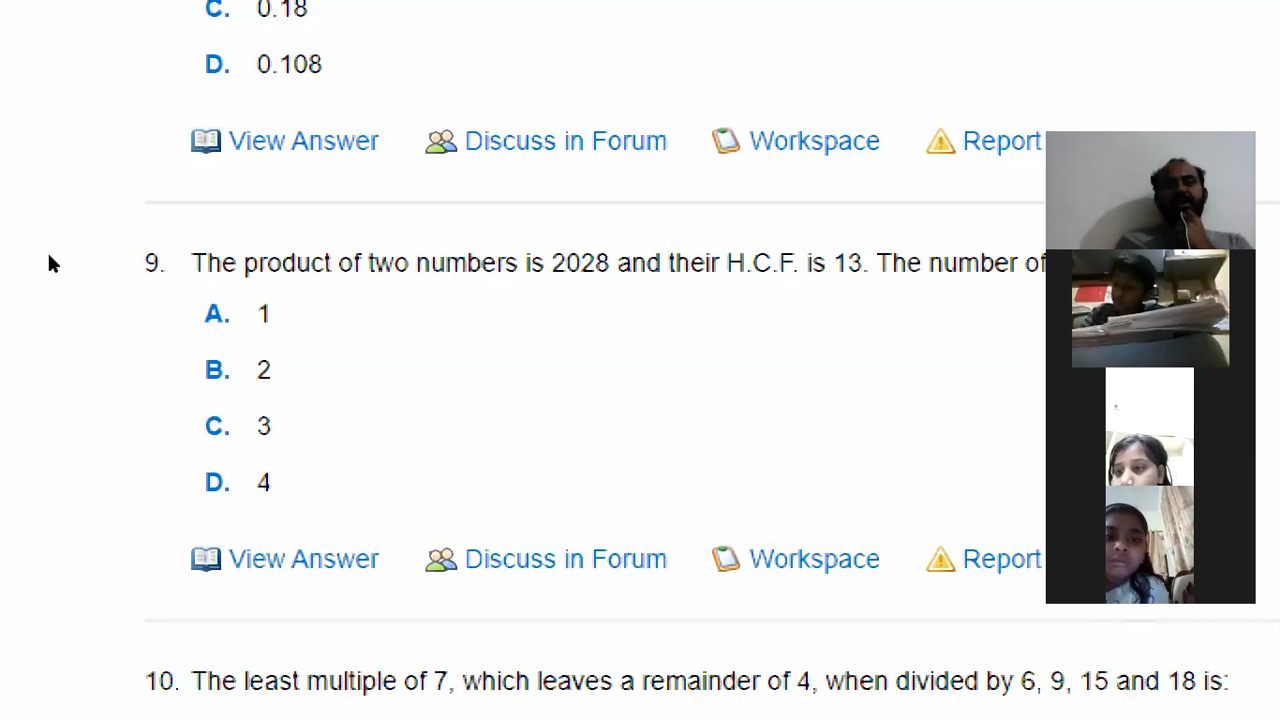 C. 0.18
D. 0.108
View Answer Discuss in Forum Workspace Report
9. The product of two numbers is 2028 and their H.C.F. is 13. The number of
A. 1
B. 2
C. 3
D. 4
View Answer Discuss in Forum Workspace Report
10. The least multiple of 7, which leaves a remainder of 4, when divided by 6, 9, 15 and 18 is: